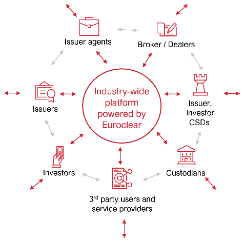 Issuer agents
Broker / Dealers
Industry-wide
platform
powered by
Euroclear
Issuers
Issuer,
Investor
CSDs
Investors
Custodians
3rd party users and
service providers